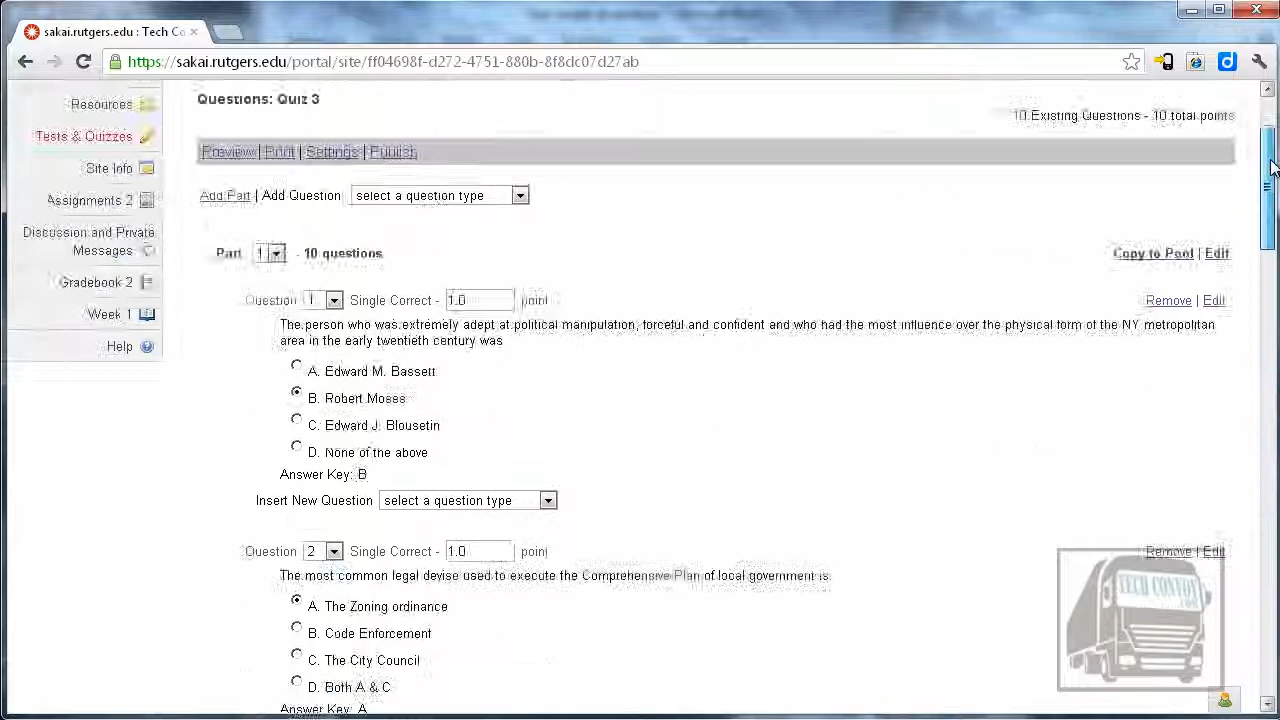 sakai.rutgers.edu : Tech Co
https://sakai.rutgers.edu/portal/site/ff04698f-d272-4751-880b-8f8dc07d27ab
Resources
Tests & Quizzes
Site Info
Assignments 2
Discussion and Private
Messages
Gradebook 2
Week 1
Help
Questions: Quiz 3
10 Existing Questions - 10 total points
Preview | Print | Settings | Publish
Add Part | Add Question select a question type
Part 1 - 10 questions
Copy to Pool | Edit
Question 1 Single Correct - 1.0 point
Remove | Edit
The person who was extremely adept at political manipulation, forceful and confident and who had the most influence over the physical form of the NY metropolitan
area in the early twentieth century was
A. Edward M. Bassett
B. Robert Moses
C. Edward J. Blousetin
D. None of the above
Answer Key: B
Insert New Question select a question type
Question 2 Single Correct - 1.0 point
Remove | Edit
The most common legal devise used to execute the Comprehensive Plan of local government is:
A. The Zoning ordinance
B. Code Enforcement
C. The City Council
D. Both A & C
Answer Key: A
TECH CONVOY
.COM